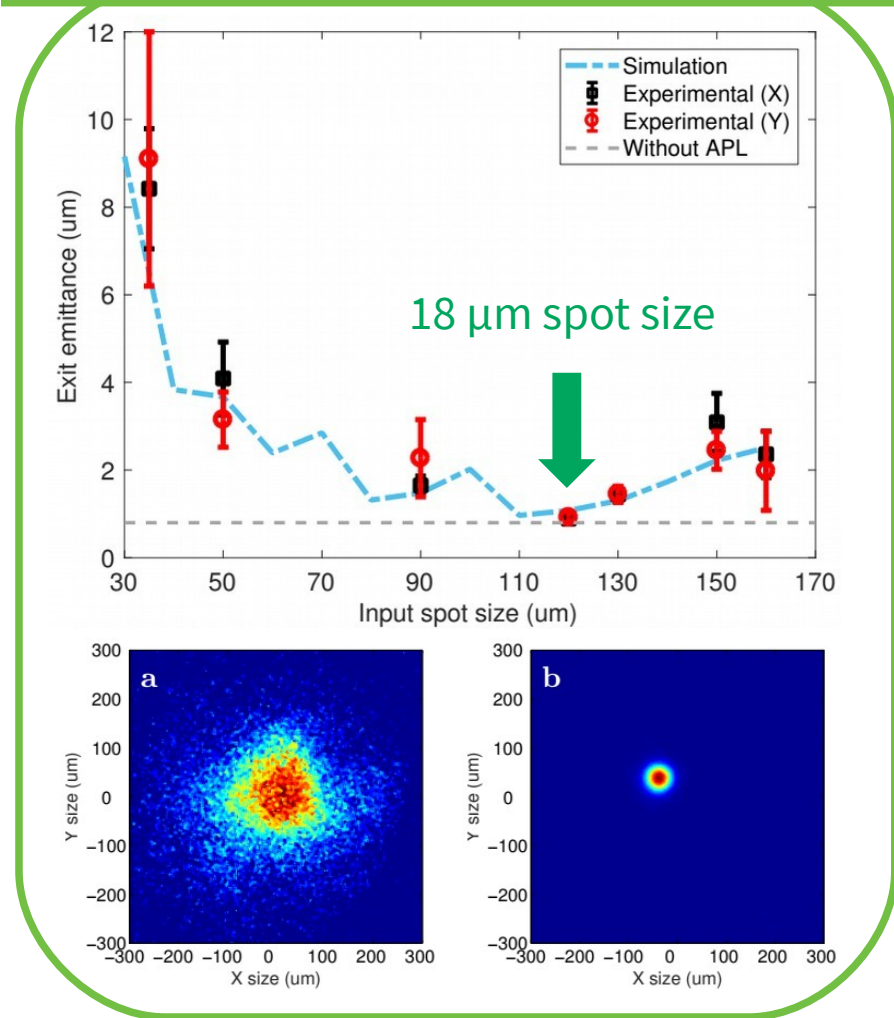 12
10
8
6
4
2
0
Exit emittance (um)
Simulation
Experimental (X)
Experimental (Y)
Without APL
18 µm spot size
30 50 70 90 110 130 150 170
Input spot size (um)
a
300
200
100
0
−100
−200
−300
Y size (um)
−300 −200 −100 0 100 200 300
X size (um)
b
300
200
100
0
−100
−200
−300
Y size (um)
−300 −200 −100 0 100 200 300
X size (um)